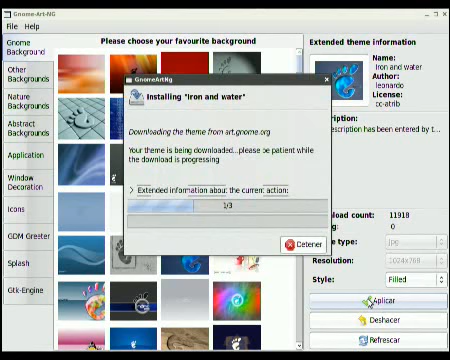 Gnome-Art-NG
File Help
Gnome
Background
Other
Backgrounds
Nature
Backgrounds
Abstract
Backgrounds
Application
Window
Decoration
Icons
GDM Greeter
Splash
Gtk-Engine
Please choose your favourite background
GnomeArtNg
Installing "Iron and water"
Downloading the theme from art.gnome.org
Your theme is being downloaded...please be patient while
the download is progressing
Extended information about the current action:
1/3
Detener
Extended theme information
Name:
Iron and water
Author:
leonardo
License:
cc-atrib
escription has been entered by t...
load count: 11918
0
e type: jpg
Resolution: 1024x768
Style: Filled
Aplicar
Deshacer
Refrescar